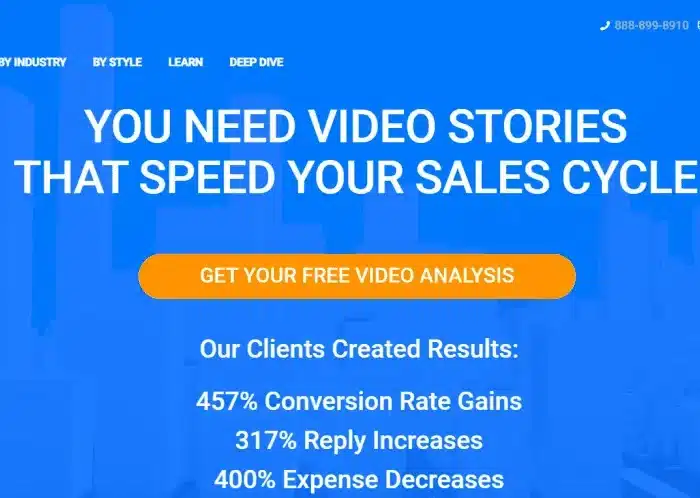 888-899-8910
BY INDUSTRY BY STYLE LEARN DEEP DIVE
YOU NEED VIDEO STORIES
THAT SPEED YOUR SALES CYCLE
GET YOUR FREE VIDEO ANALYSIS
Our Clients Created Results:
457% Conversion Rate Gains
317% Reply Increases
400% Expense Decreases